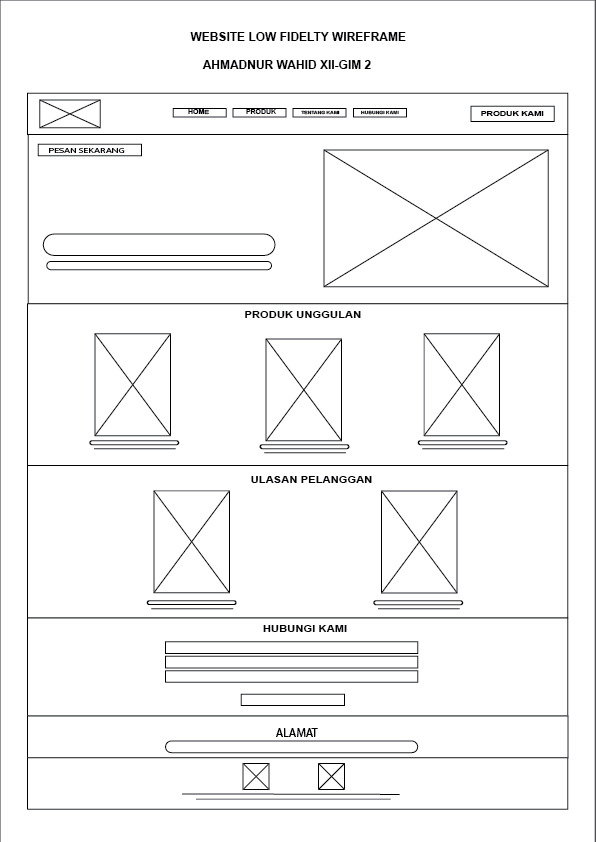 WEBSITE LOW FIDELTY WIREFRAME
AHMADNUR WAHID XII-GIM 2
HOME
PRODUK
TENTANG KAMI
HUBUNGI KAMI
PRODUK KAMI
PESAN SEKARANG
PRODUK UNGGULAN
ULASAN PELANGGAN
HUBUNGI KAMI
ALAMAT